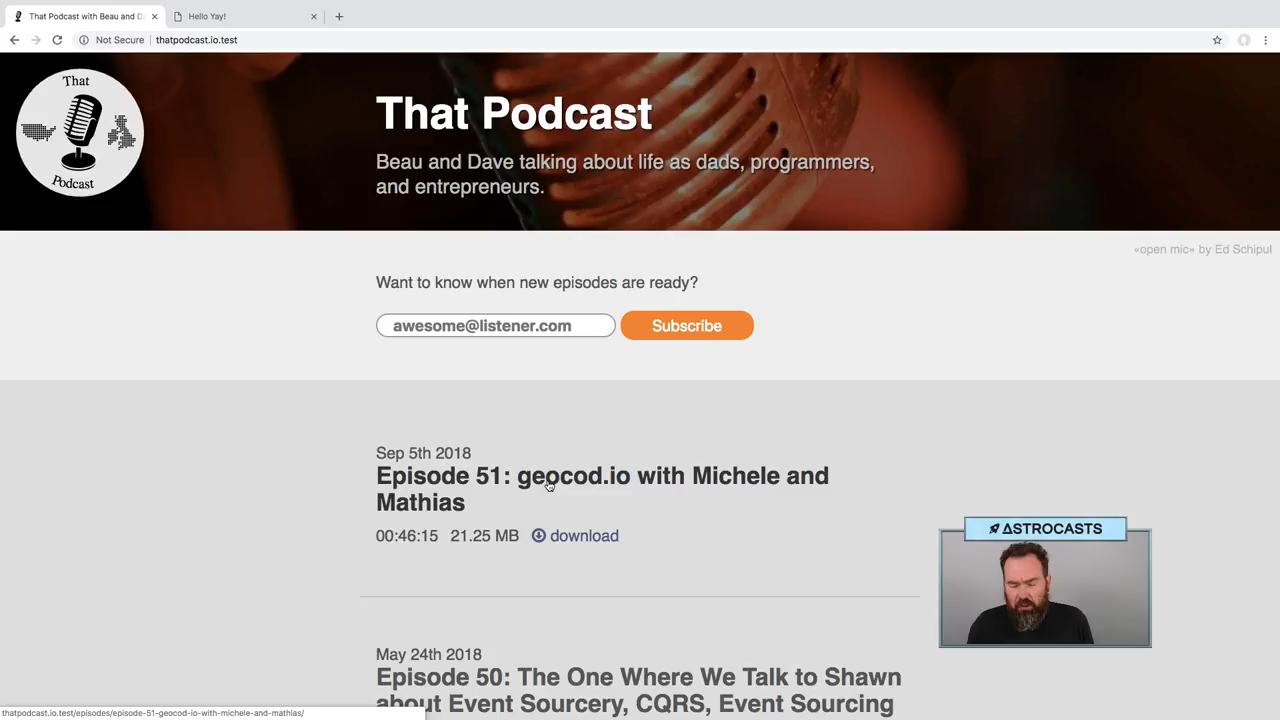 That Podcast with Beau and D
Hello Yay!
Not Secure
thatpodcast.io.test
That
Podcast
That Podcast
Beau and Dave talking about life as dads, programmers,
and entrepreneurs.
«open mic» by Ed Schipul
Want to know when new episodes are ready?
awesome@listener.com
Subscribe
Sep 5th 2018
Episode 51: geocod.io with Michele and
Mathias
00:46:15 21.25 MB download
ASTROCASTS
May 24th 2018
Episode 50: The One Where We Talk to Shawn
about Event Sourcery, CQRS, Event Sourcing
thatpodcast.io.test/episodes/episode-51-geocod-io-with-michele-and-mathias/